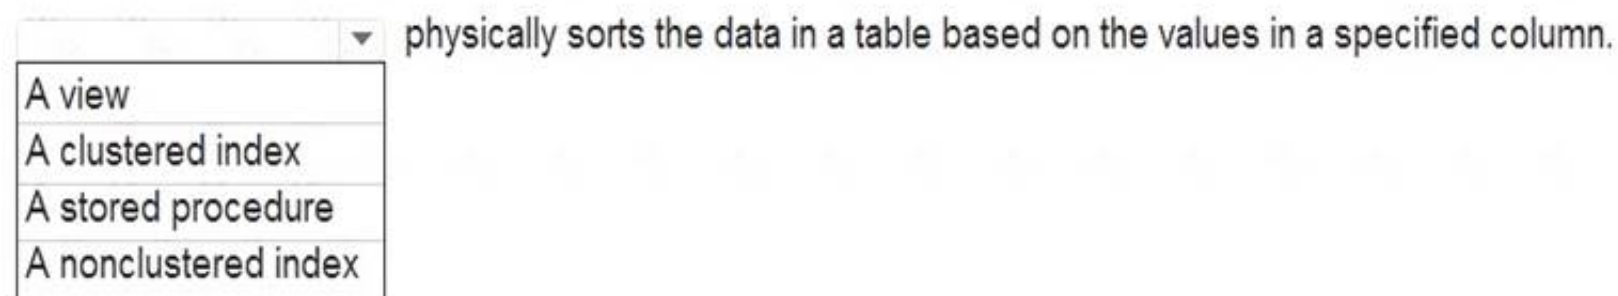 physically sorts the data in a table based on the values in a specified column.
A view
A clustered index
A stored procedure
A nonclustered index